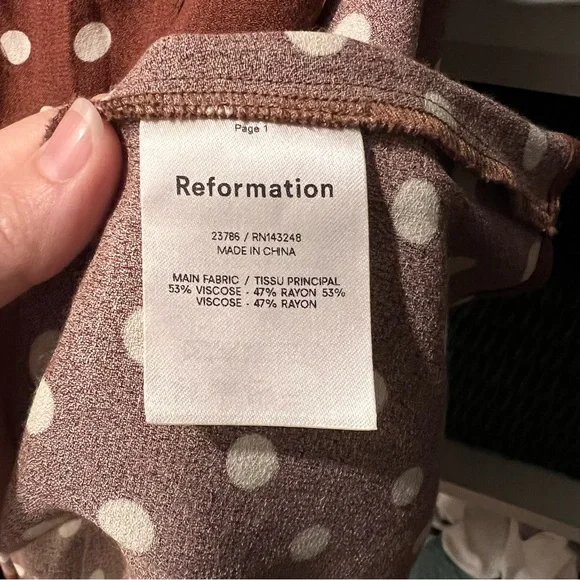 Page 1
Reformation
23786 / RN143248
MADE IN CHINA
MAIN FABRIC / TISSU PRINCIPAL
53% VISCOSE - 47% RAYON 53%
VISCOSE - 47% RAYON